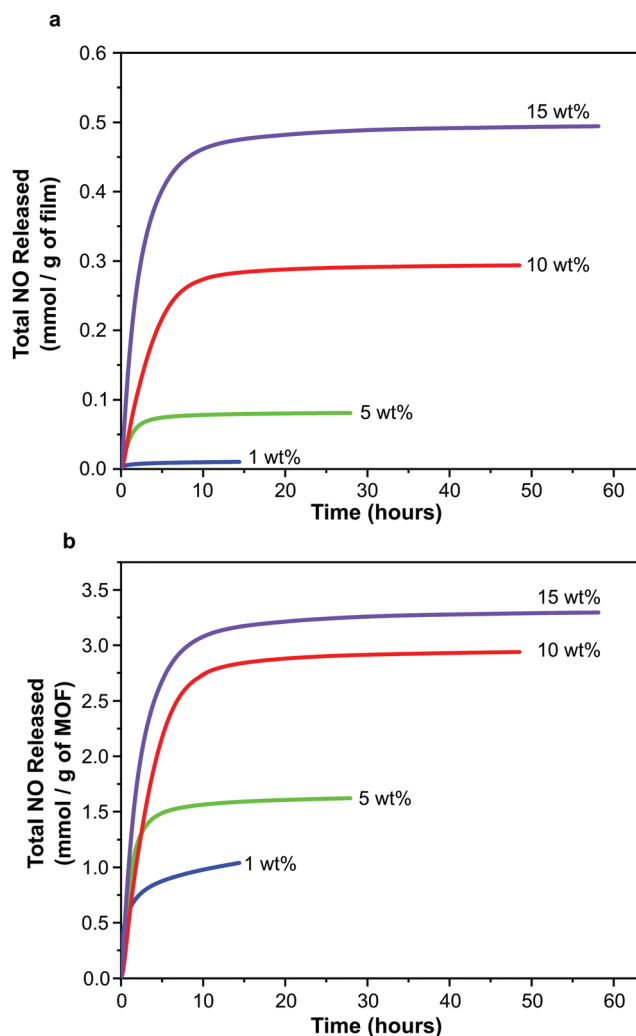 a
Total NO Released
(mmol / g of film)
0.6
0.5
0.4
0.3
0.2
0.1
0.0
15 wt%
10 wt%
5 wt%
1 wt%
0 10 20 30 40 50 60
Time (hours)
b
Total NO Released
(mmol / g of MOF)
3.5
3.0
2.5
2.0
1.5
1.0
0.5
0.0
15 wt%
10 wt%
5 wt%
1 wt%
0 10 20 30 40 50 60
Time (hours)